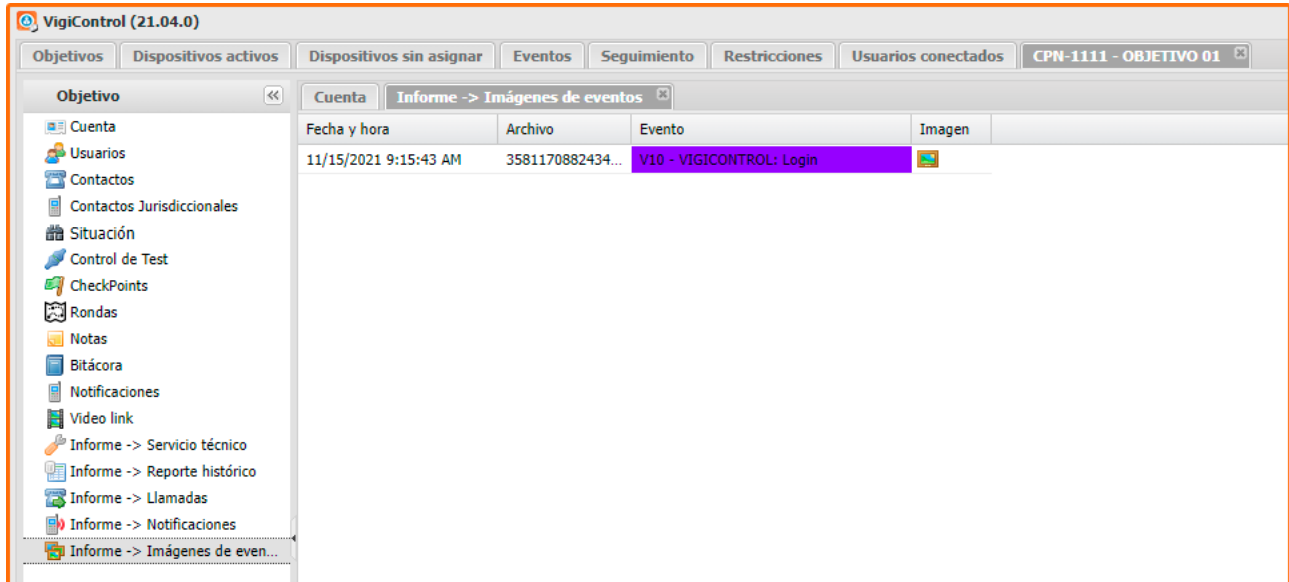 VigiControl (21.04.0)
Objetivos Dispositivos activos Dispositivos sin asignar Eventos Seguimiento Restricciones Usuarios conectados CPN-1111 - OBJETIVO 01
Objetivo
Cuenta
Usuarios
Contactos
Contactos Jurisdiccionales
Situación
Control de Test
CheckPoints
Rondas
Notas
Bitácora
Notificaciones
Video link
Informe -> Servicio técnico
Informe -> Reporte histórico
Informe -> Llamadas
Informe -> Notificaciones
Informe -> Imágenes de even...
Cuenta Informe -> Imágenes de eventos
Fecha y hora Archivo Evento Imagen
11/15/2021 9:15:43 AM 3581170882434... V10 - VIGICONTROL: Login